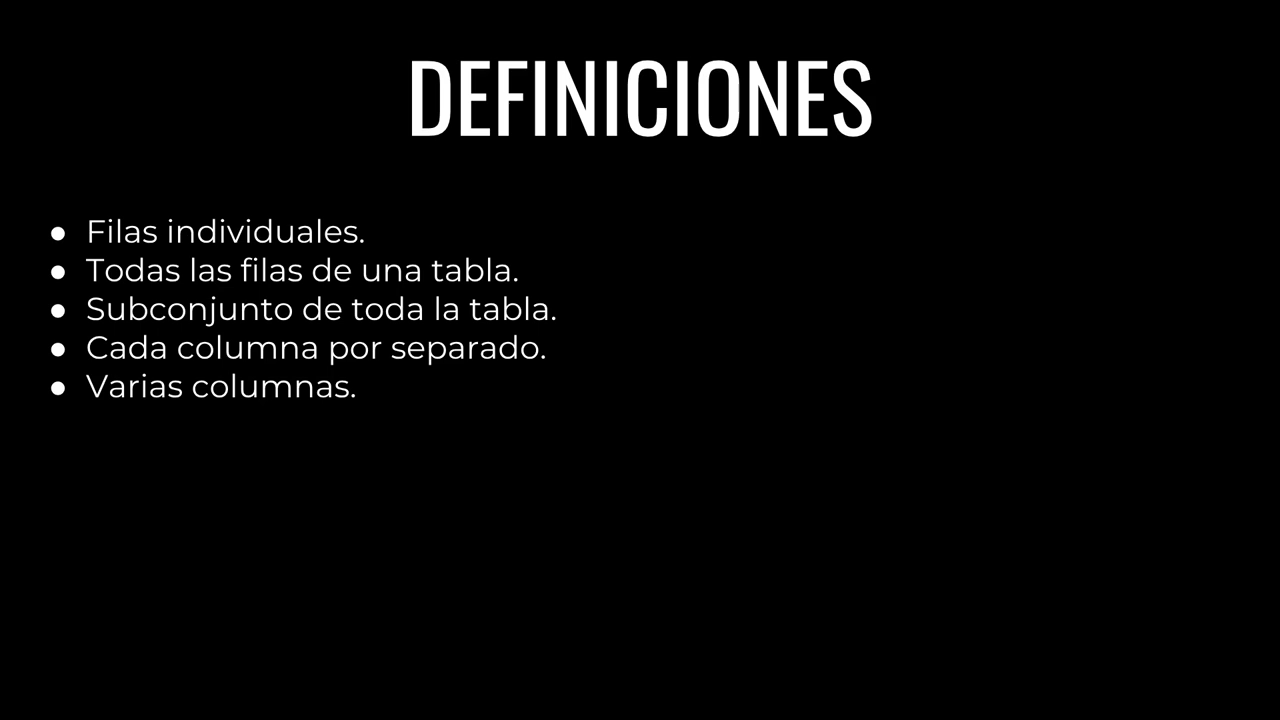 DEFINICIONES
● Filas individuales.
● Todas las filas de una tabla.
● Subconjunto de toda la tabla.
● Cada columna por separado.
● Varias columnas.